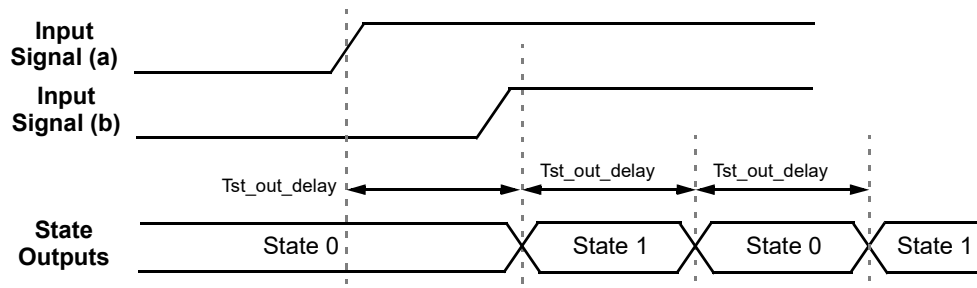 Input
Signal (a)
Input
Signal (b)
Tst_out_delay
Tst_out_delay
Tst_out_delay
State
Outputs
State 0
State 1
State 0
State 1